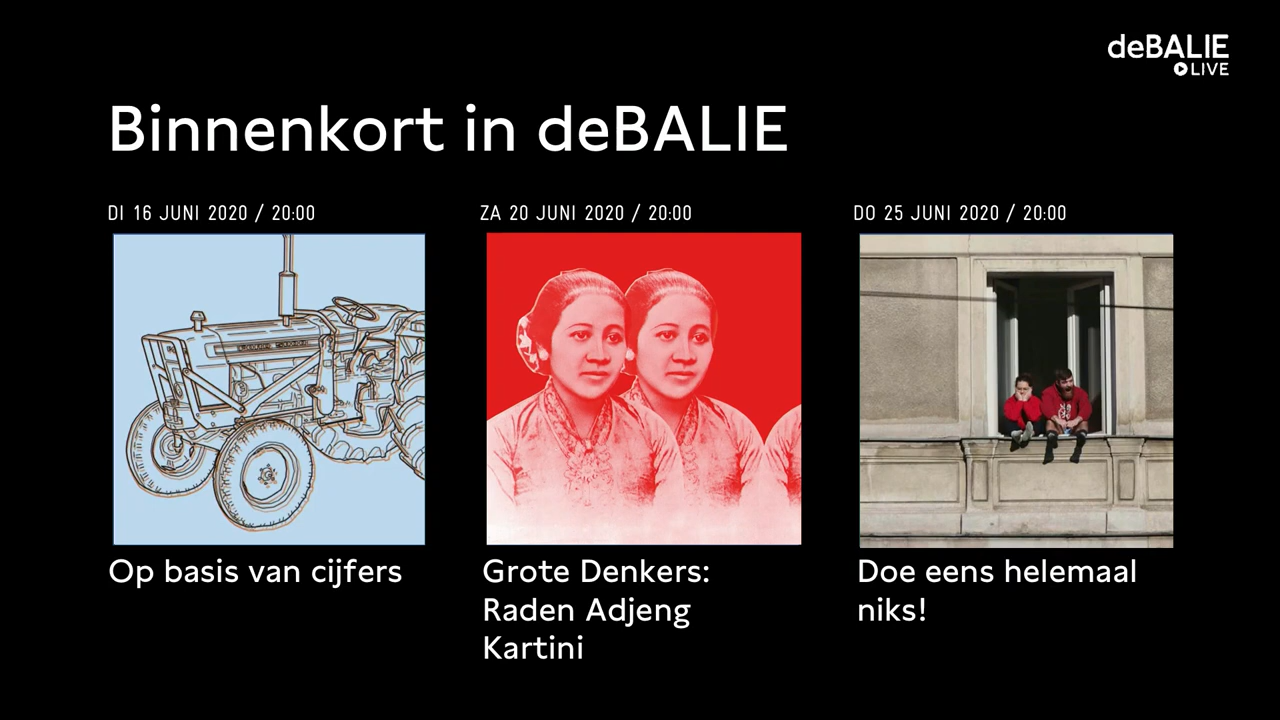 deBALIE
LIVE
Binnenkort in deBALIE
DI 16 JUNI 2020 / 20:00
ZA 20 JUNI 2020 / 20:00
DO 25 JUNI 2020 / 20:00
Op basis van cijfers
Grote Denkers:
Raden Adjeng
Kartini
Doe eens helemaal
niks!